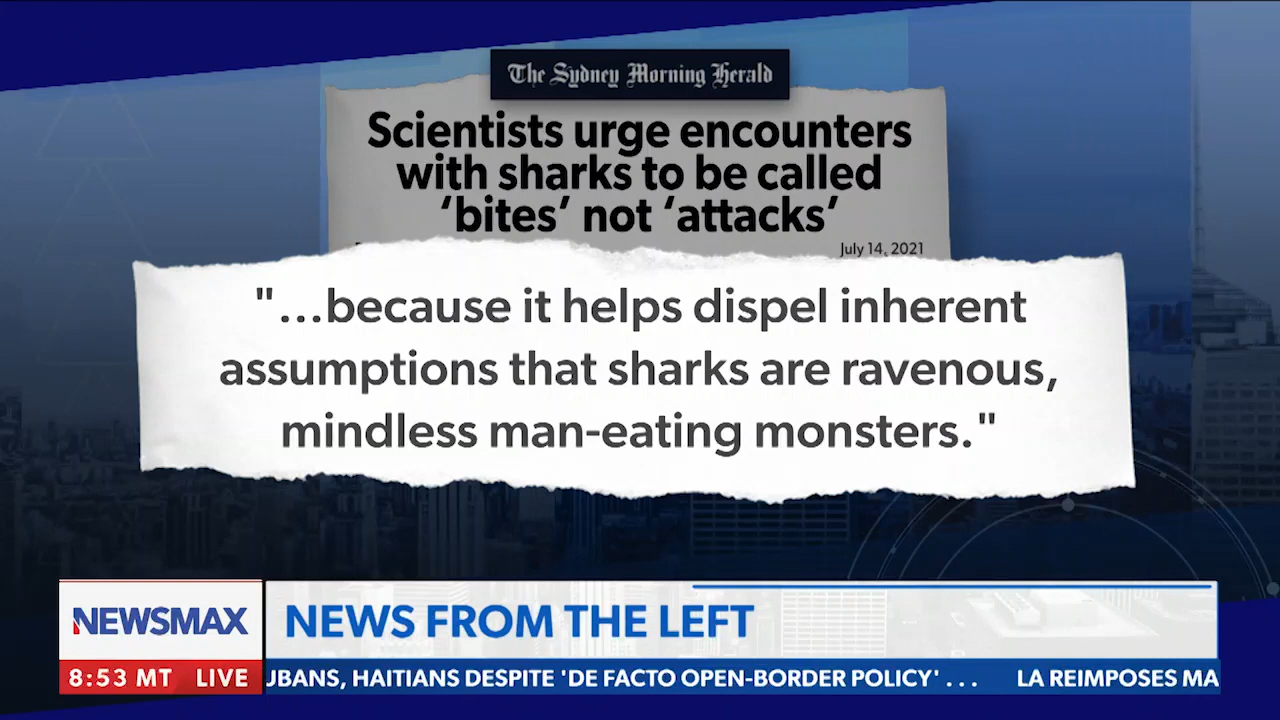 The Sydney Morning Herald
Scientists urge encounters
with sharks to be called
‘bites’ not ‘attacks’
July 14, 2021
"...because it helps dispel inherent
assumptions that sharks are ravenous,
mindless man-eating monsters."
NEWSMAX
NEWS FROM THE LEFT
8:53 MT LIVE
UBANS, HAITIANS DESPITE 'DE FACTO OPEN-BORDER POLICY' . . . LA REIMPOSES MA